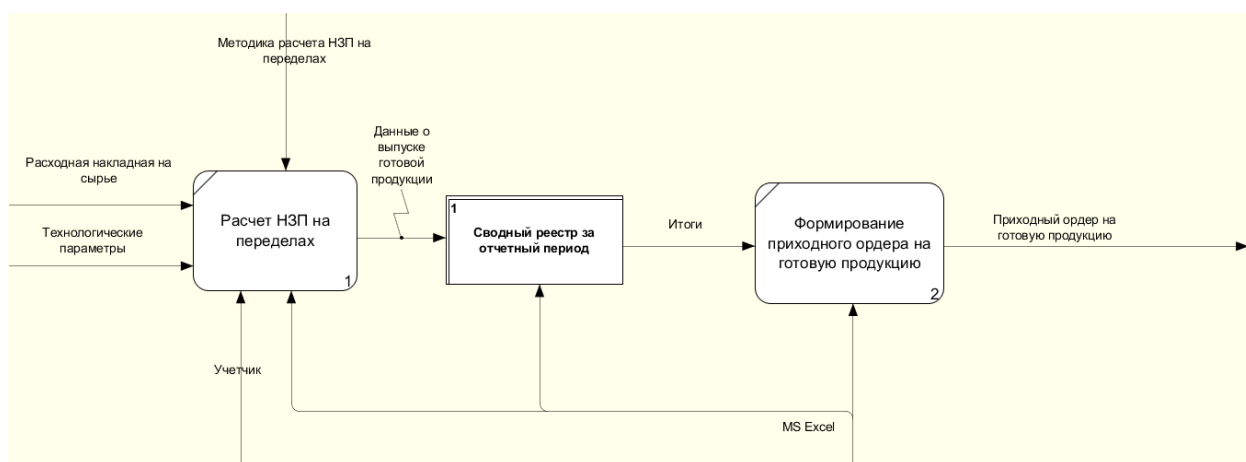 Методика расчета НЗП на
переделах
Данные о
выпуске
готовой
продукции
Расходная накладная на
сырье
Технологические
параметры
Расчет НЗП на
переделах
1
1
Сводный реестр за
отчетный период
Итоги
Формирование
приходного ордера на
готовую продукцию
2
Приходный ордер на
готовую продукцию
Учетчик
MS Excel